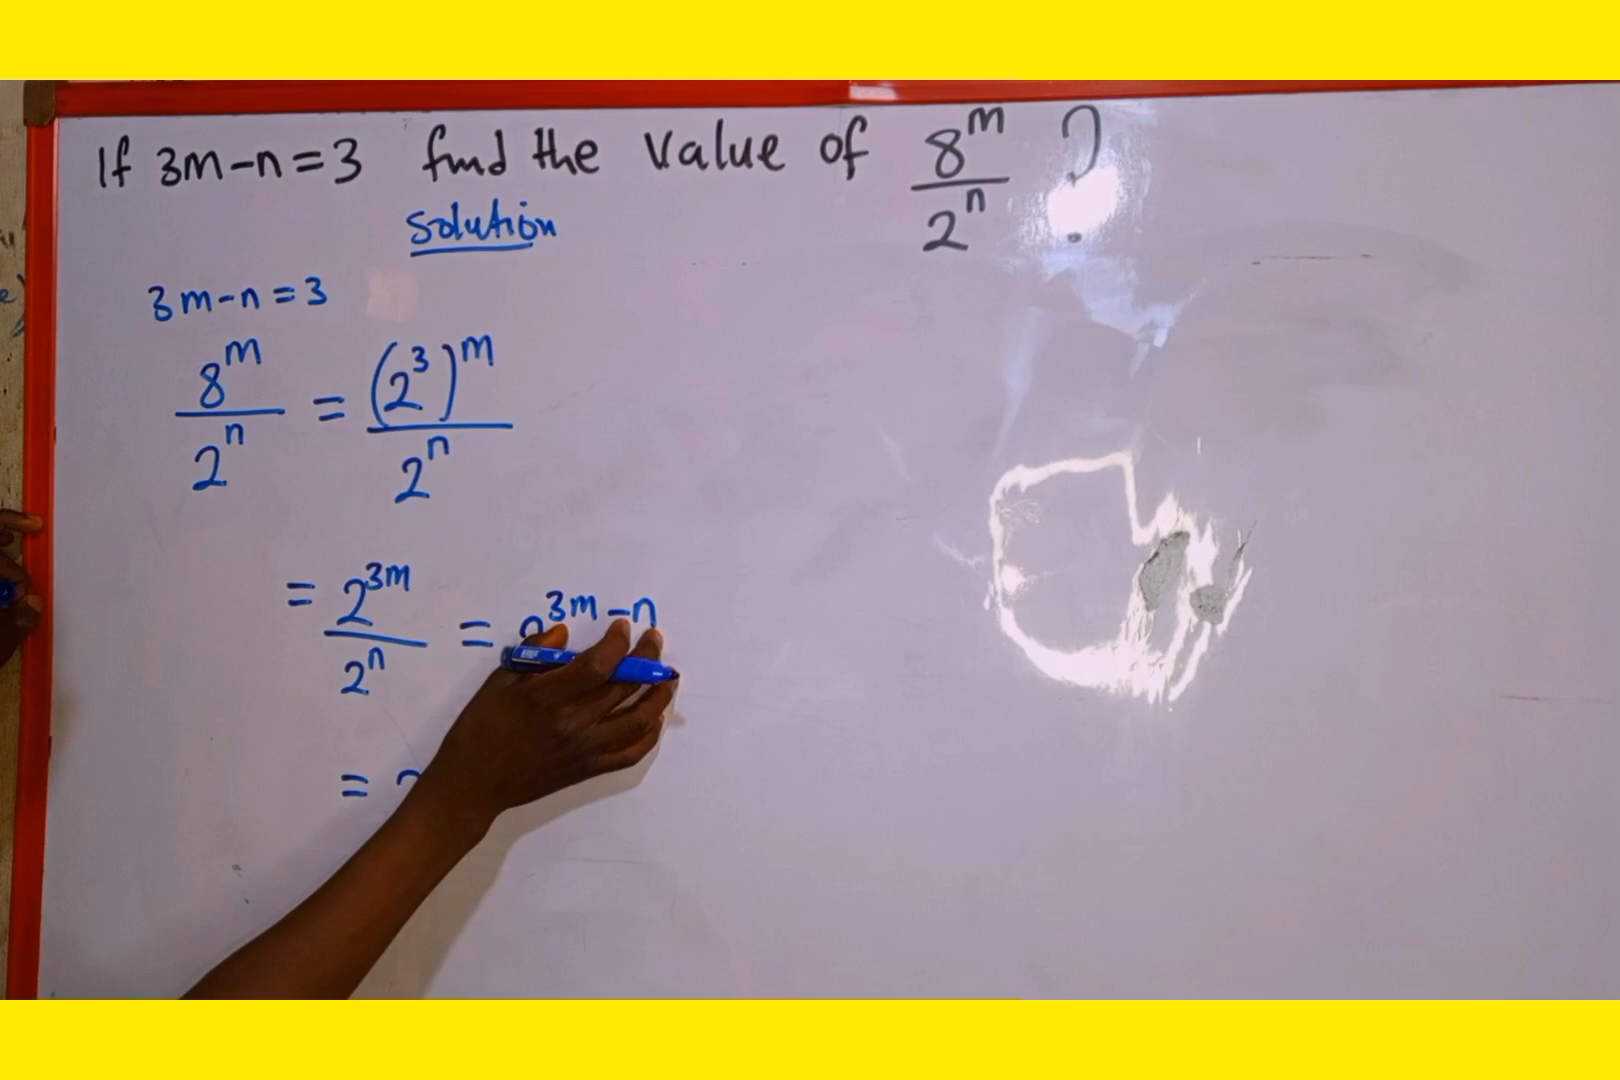 If 3m-n=3 find the value of 8^m/2^n ?
Solution
3m-n=3
8^m/2^n = (2^3)^m/2^n
= 2^3m/2^n = 2^3m-n
=